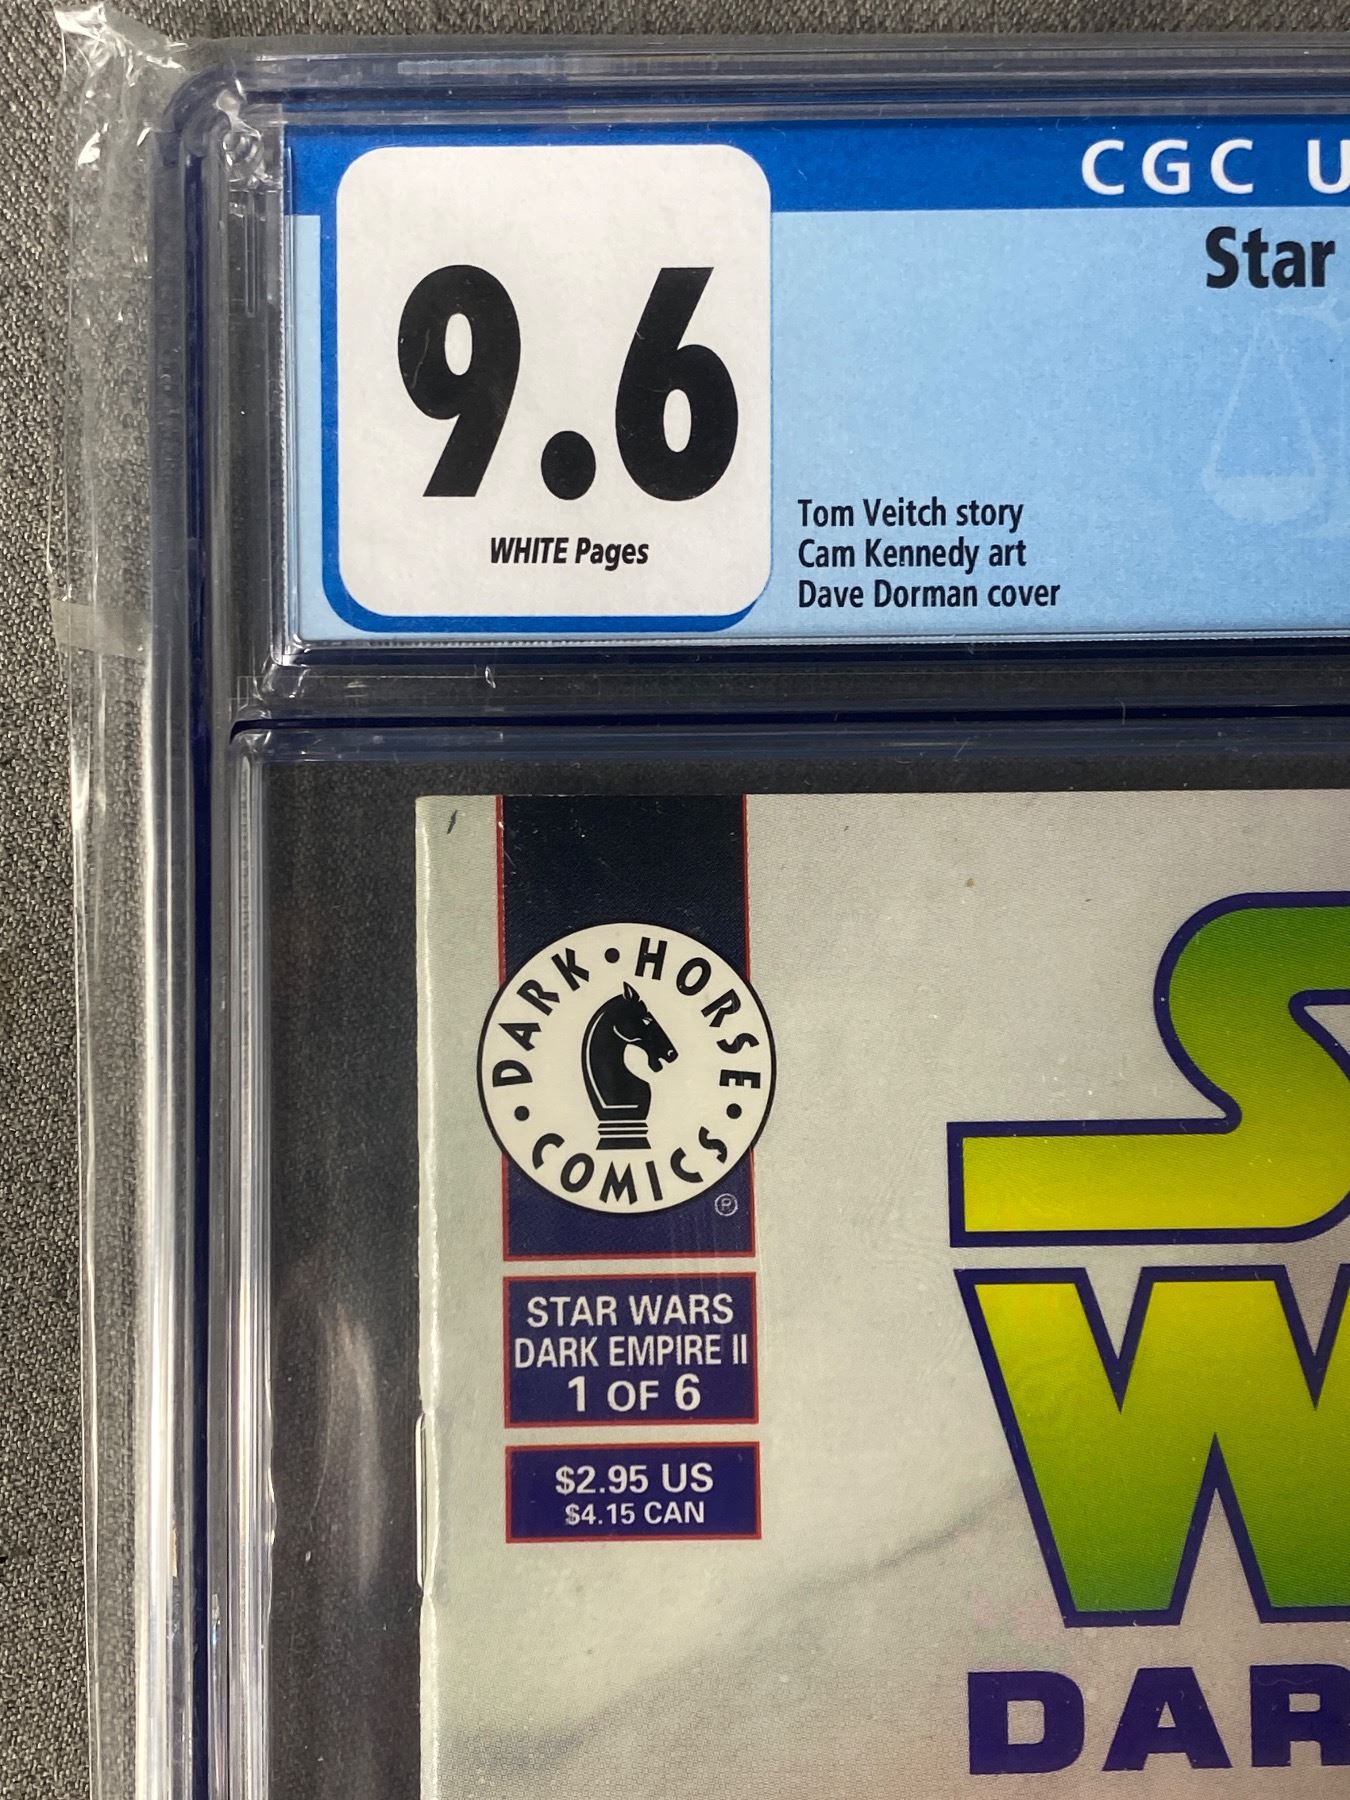 CGC U
Star
9.6
WHITE Pages
Tom Veitch story
Cam Kennedy art
Dave Dorman cover
DARK • HORSE • COMICS •
®
STAR WARS
DARK EMPIRE II
1 OF 6
$2.95 US
$4.15 CAN
S
W
DAR